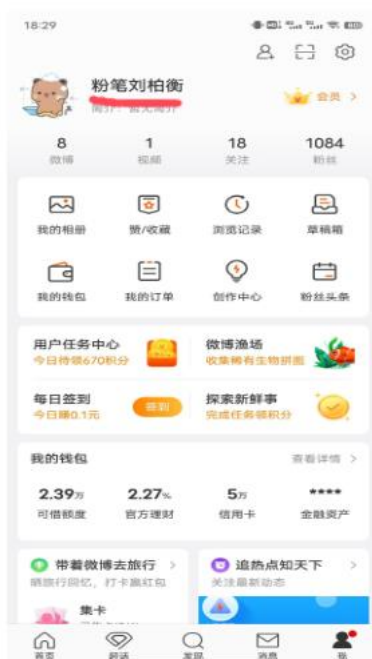 18:29
粉笔刘柏衡
简介：暂无简介
会员 >
8 1 18 1084
微博 视频 关注 粉丝
我的相册 赞/收藏 浏览记录 草稿箱
我的钱包 我的订单 创作中心 粉丝头条
用户任务中心 微博渔场
今日待领670积分 收集稀有生物拼图
每日签到 探索新鲜事
今日赚0.1元 签到 完成任务领积分
我的钱包 查看详情 >
2.39万 2.27% 5万 ****
可借额度 官方理财 信用卡 金融资产
带着微博去旅行 > 追热点知天下 >
晒旅行回忆，打卡赢红包 关注最新动态
集卡
首页 超话 发现 消息 我